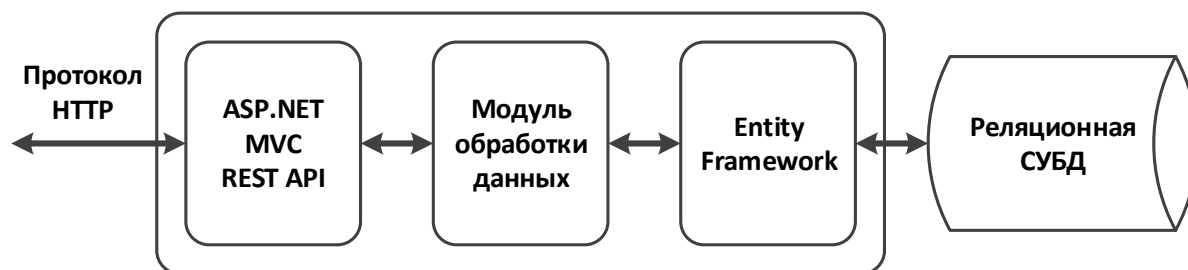 Протокол
HTTP
ASP.NET
MVC
REST API
Модуль
обработки
данных
Entity
Framework
Реляционная
СУБД